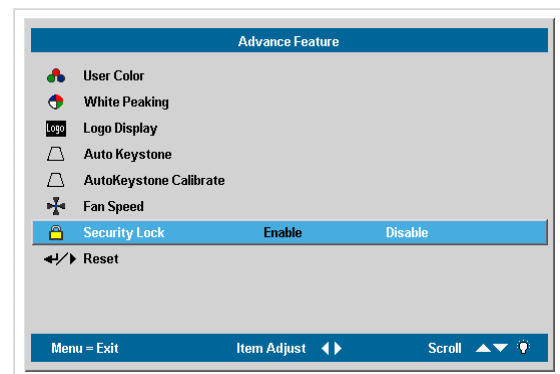 Advance Feature
User Color
White Peaking
Logo Logo Display
Auto Keystone
AutoKeystone Calibrate
Fan Speed
Security Lock Enable Disable
Reset
Menu = Exit Item Adjust Scroll